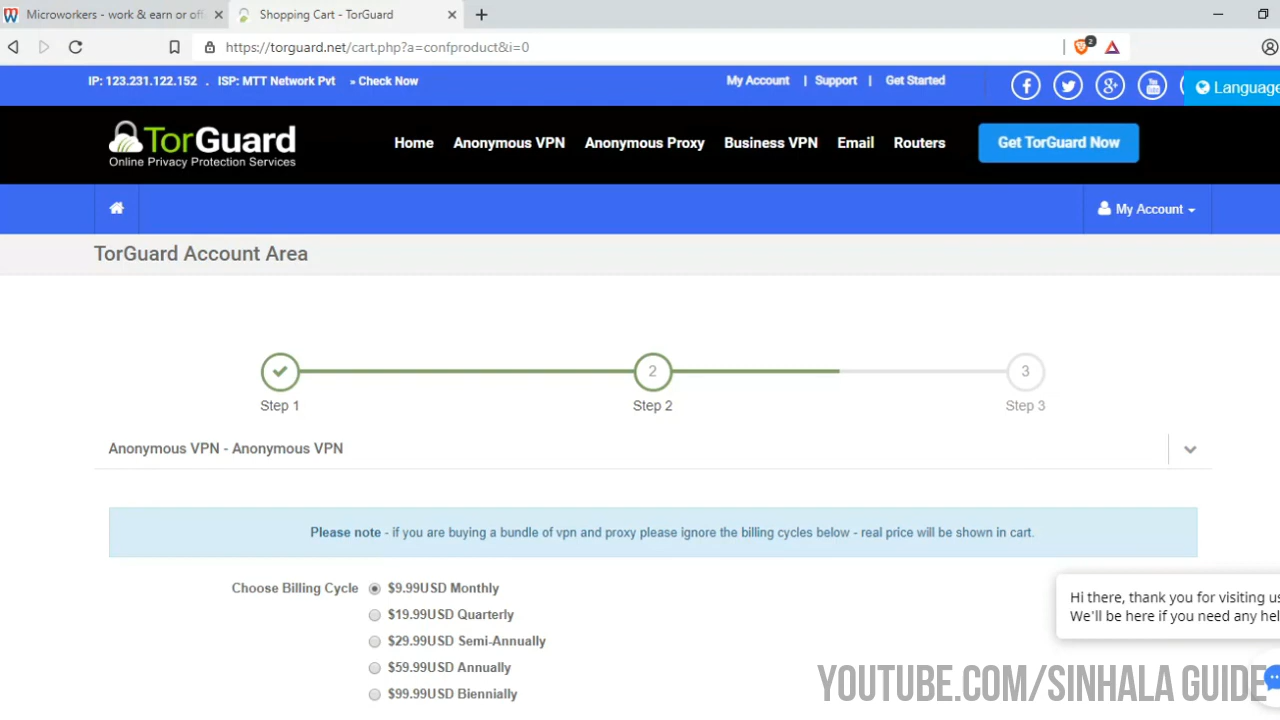 Microworkers - work & earn or off
Shopping Cart - TorGuard
https://torguard.net/cart.php?a=confproduct&i=0
2
IP: 123.231.122.152 . ISP: MTT Network Pvt » Check Now
My Account | Support | Get Started
Language
TorGuard
Online Privacy Protection Services
Home Anonymous VPN Anonymous Proxy Business VPN Email Routers
Get TorGuard Now
My Account
TorGuard Account Area
2
3
Step 1
Step 2
Step 3
Anonymous VPN - Anonymous VPN
Please note - if you are buying a bundle of vpn and proxy please ignore the billing cycles below - real price will be shown in cart.
Choose Billing Cycle
$9.99USD Monthly
$19.99USD Quarterly
$29.99USD Semi-Annually
$59.99USD Annually
$99.99USD Biennially
Hi there, thank you for visiting us
We'll be here if you need any hel
YOUTUBE.COM/SINHALA GUIDE